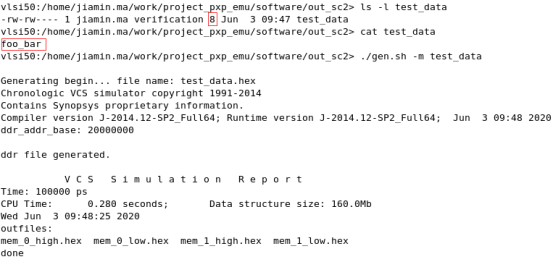 vlsi50:/home/jiamin.ma/work/project_pxp_emu/software/out_sc2> ls -l test_data
-rw-rw---- 1 jiamin.ma verification 8 Jun  3 09:47 test_data
vlsi50:/home/jiamin.ma/work/project_pxp_emu/software/out_sc2> cat test_data
foo_bar
vlsi50:/home/jiamin.ma/work/project_pxp_emu/software/out_sc2> ./gen.sh -m test_data
Generating begin... file name: test_data.hex
Chronologic VCS simulator copyright 1991-2014
Contains Synopsys proprietary information.
Compiler version J-2014.12-SP2_Full64; Runtime version J-2014.12-SP2_Full64;  Jun  3 09:48 2020
ddr_addr_base: 20000000
ddr file generated.
V C S   S i m u l a t i o n   R e p o r t
Time: 100000 ps
CPU Time:      0.280 seconds;       Data structure size: 160.0Mb
Wed Jun  3 09:48:25 2020
outfiles:
mem_0_high.hex  mem_0_low.hex  mem_1_high.hex  mem_1_low.hex
done